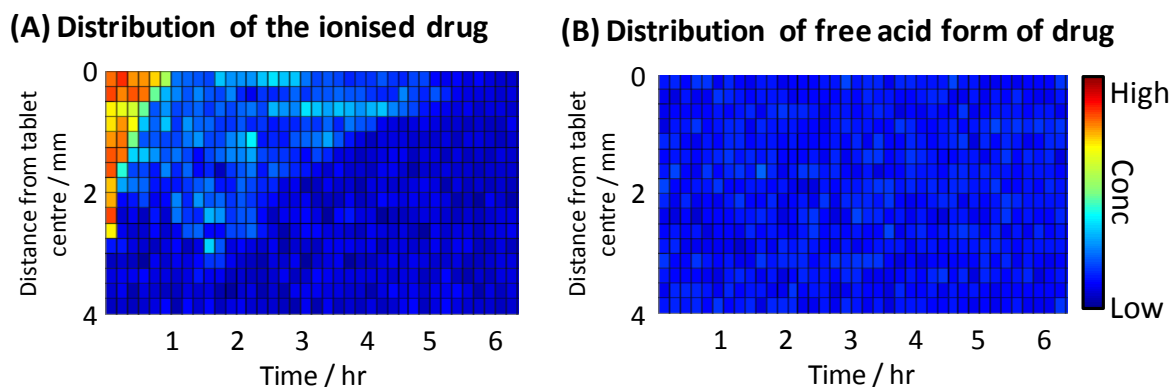 (A) Distribution of the ionised drug
0
2
4
Distance from tablet
centre / mm
1 2 3 4 5 6
Time / hr
(B) Distribution of free acid form of drug
0
2
4
Distance from tablet
centre / mm
1 2 3 4 5 6
Time / hr
High
Conc
Low